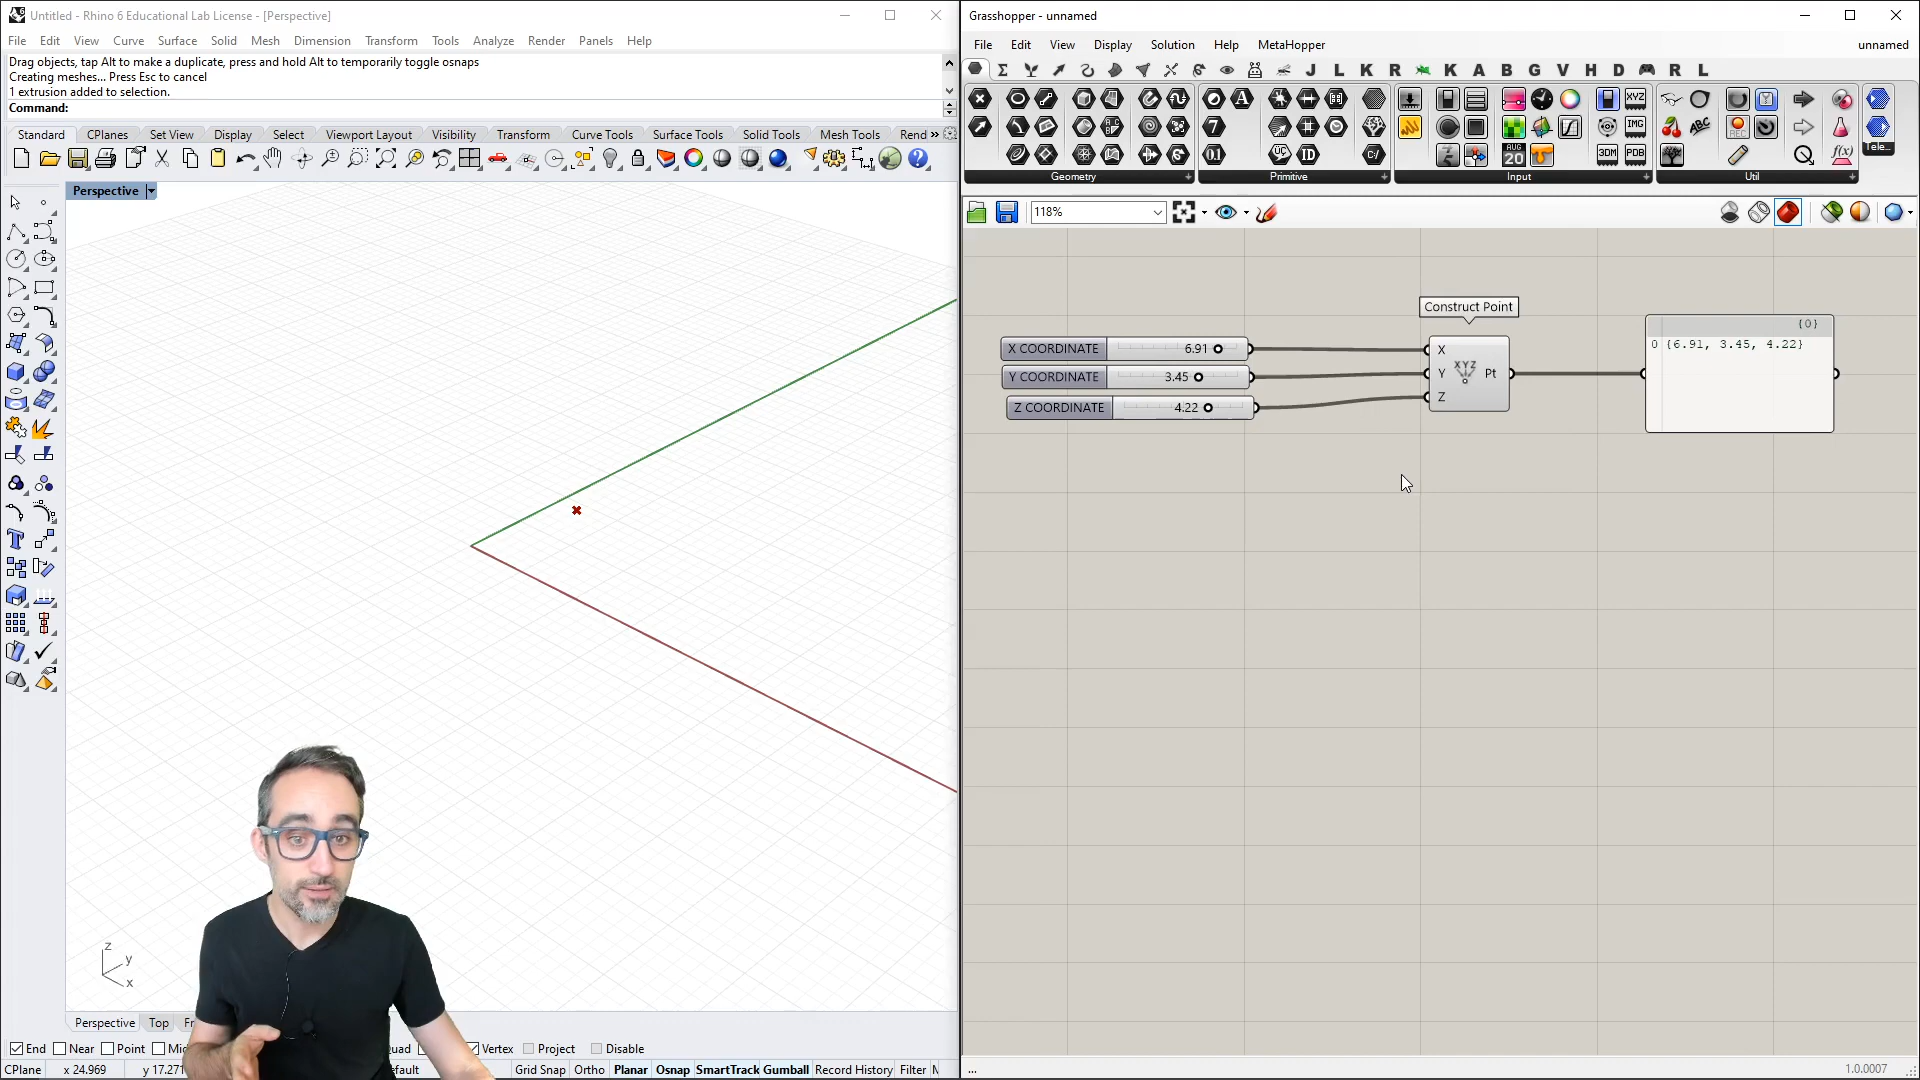 Untitled - Rhino 6 Educational Lab License - [Perspective]
File Edit View Curve Surface Solid Mesh Dimension Transform Tools Analyze Render Panels Help
Drag objects, tap Alt to make a duplicate, press and hold Alt to temporarily toggle osnaps
Creating meshes... Press Esc to cancel
1 extrusion added to selection.
Command:
Standard CPlanes Set View Display Select Viewport Layout Visibility Transform Curve Tools Surface Tools Solid Tools Mesh Tools Rend »
Perspective
z
y
x
Perspective Top Fr
End Near Point Mid Quad Vertex Project Disable
CPlane x 24.969 y 17.271 efault Grid Snap Ortho Planar Osnap SmartTrack Gumball Record History Filter
Grasshopper - unnamed
File Edit View Display Solution Help MetaHopper unnamed
J L K R K A B G V H D R L
Geometry Primitive Input Util Tele...
118%
Construct Point
X COORDINATE 6.91
Y COORDINATE 3.45
Z COORDINATE 4.22
X
Y
Z
XYZ
Pt
{0}
0 {6.91, 3.45, 4.22}
... 1.0.0007